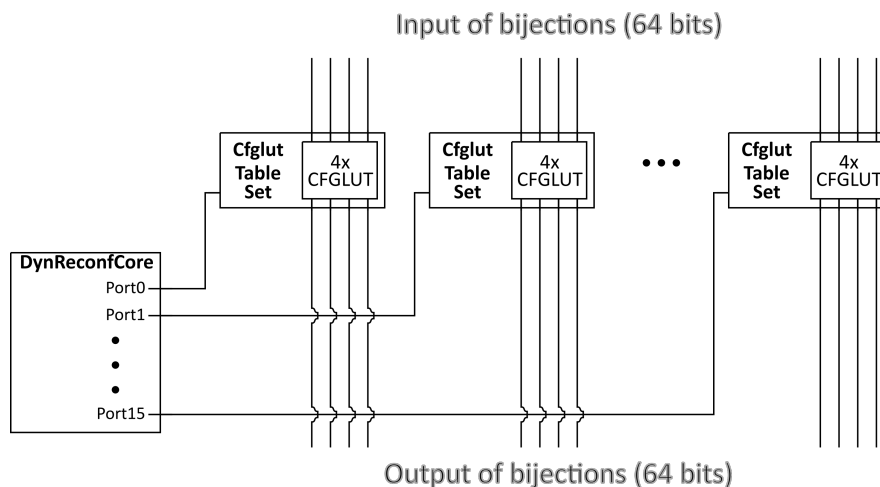 Input of bijections (64 bits)
Cfglut
Table
Set
4x
CFGLUT
Cfglut
Table
Set
4x
CFGLUT
Cfglut
Table
Set
4x
CFGLUT
DynReconfCore
Port0
Port1
Port15
Output of bijections (64 bits)